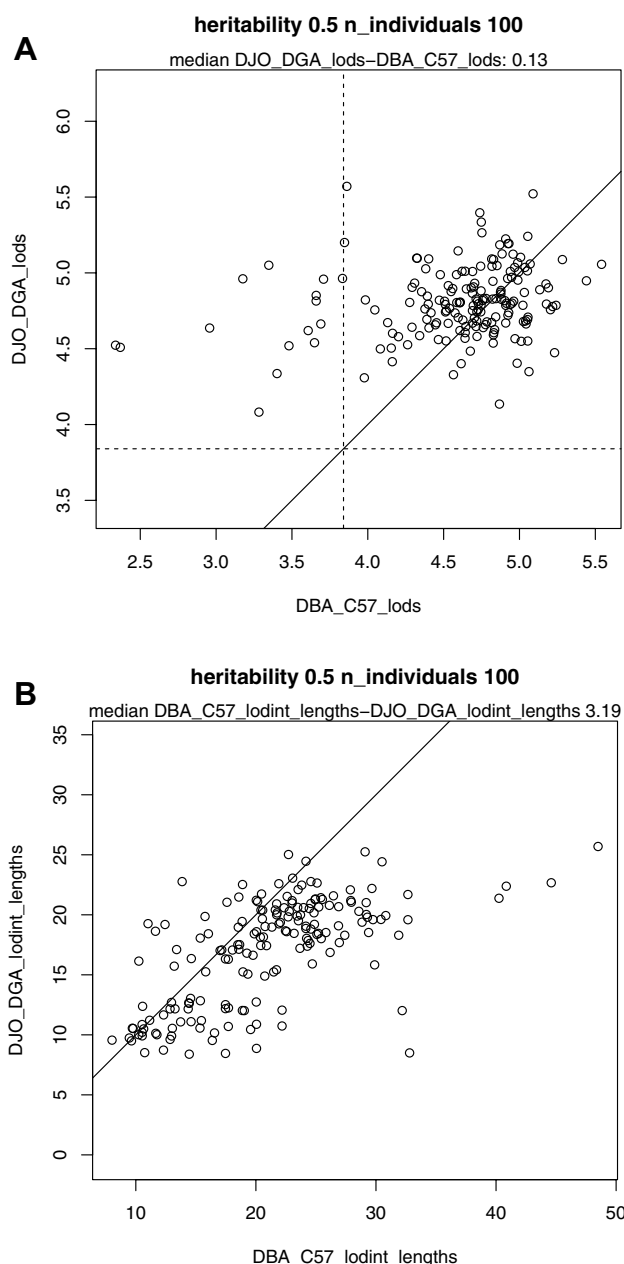 A
heritability 0.5 n_individuals 100
median DJO_DGA_lods−DBA_C57_lods: 0.13
6.0
5.5
5.0
4.5
4.0
3.5
DJO_DGA_lods
2.5 3.0 3.5 4.0 4.5 5.0 5.5
DBA_C57_lods
B
heritability 0.5 n_individuals 100
median DBA_C57_lodint_lengths−DJO_DGA_lodint_lengths 3.19
35
30
25
20
15
10
5
0
DJO_DGA_lodint_lengths
10 20 30 40 50
DBA_C57_lodint_lengths